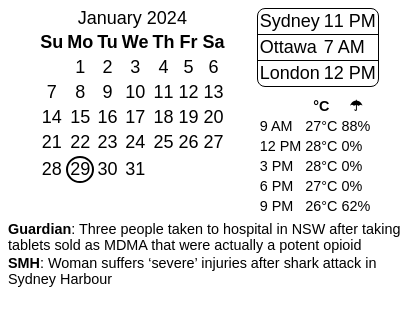 January 2024
Su Mo Tu We Th Fr Sa
1 2 3 4 5 6
7 8 9 10 11 12 13
14 15 16 17 18 19 20
21 22 23 24 25 26 27
28 29 30 31
Sydney 11 PM
Ottawa 7 AM
London 12 PM
°C ☂
9 AM 27°C 88%
12 PM 28°C 0%
3 PM 28°C 0%
6 PM 27°C 0%
9 PM 26°C 62%
Guardian: Three people taken to hospital in NSW after taking
tablets sold as MDMA that were actually a potent opioid
SMH: Woman suffers ‘severe’ injuries after shark attack in
Sydney Harbour